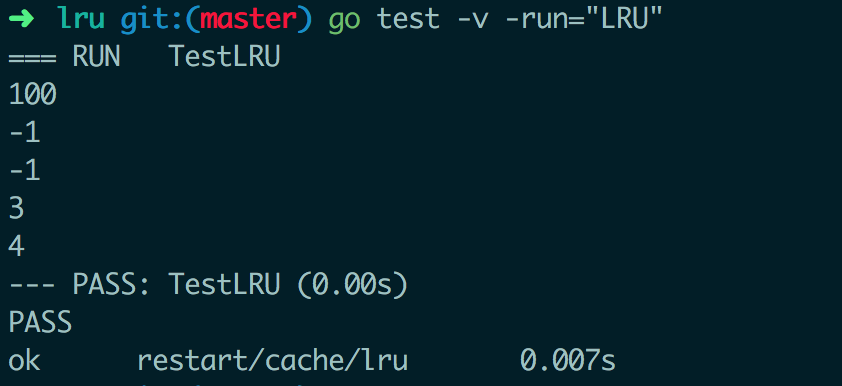 ➜ lru git:(master) go test -v -run="LRU"
=== RUN   TestLRU
100
-1
-1
3
4
--- PASS: TestLRU (0.00s)
PASS
ok      restart/cache/lru       0.007s